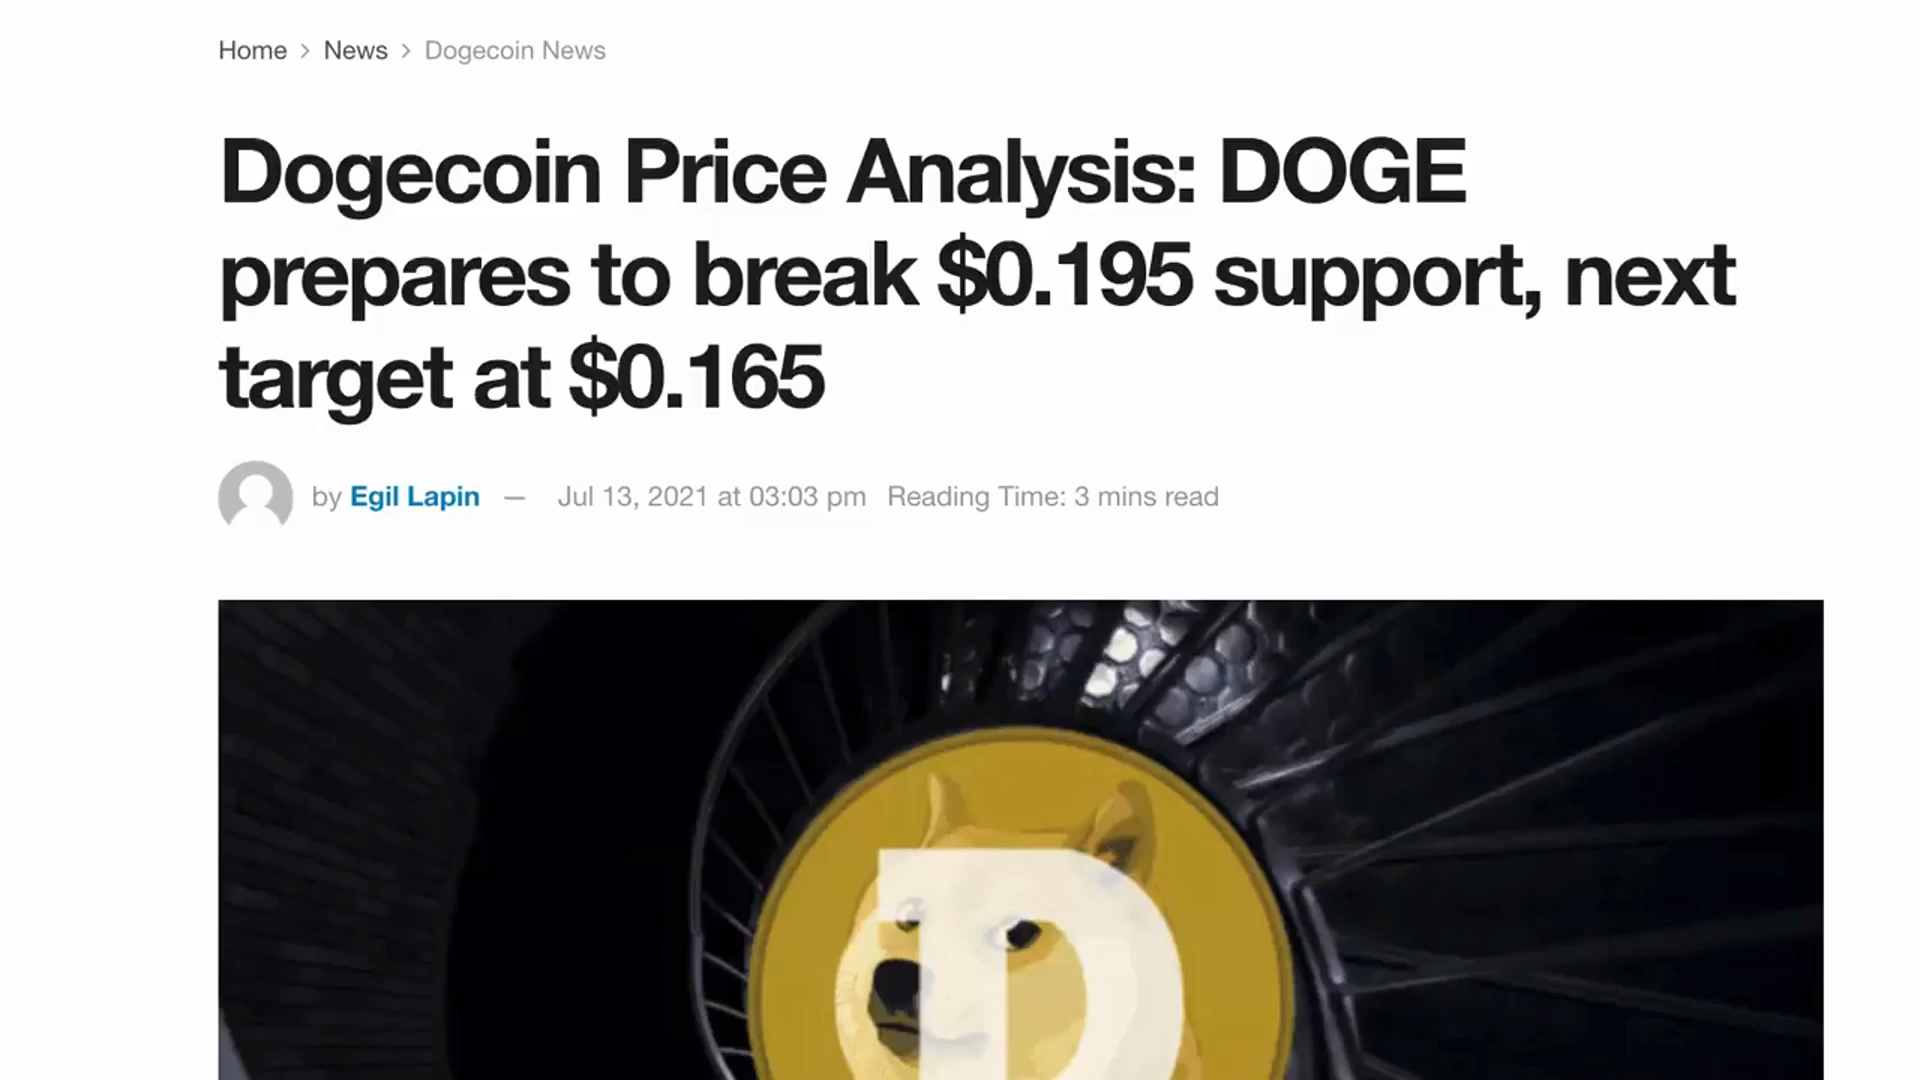 Home > News > Dogecoin News
Dogecoin Price Analysis: DOGE
prepares to break $0.195 support, next
target at $0.165
by Egil Lapin — Jul 13, 2021 at 03:03 pm Reading Time: 3 mins read
D